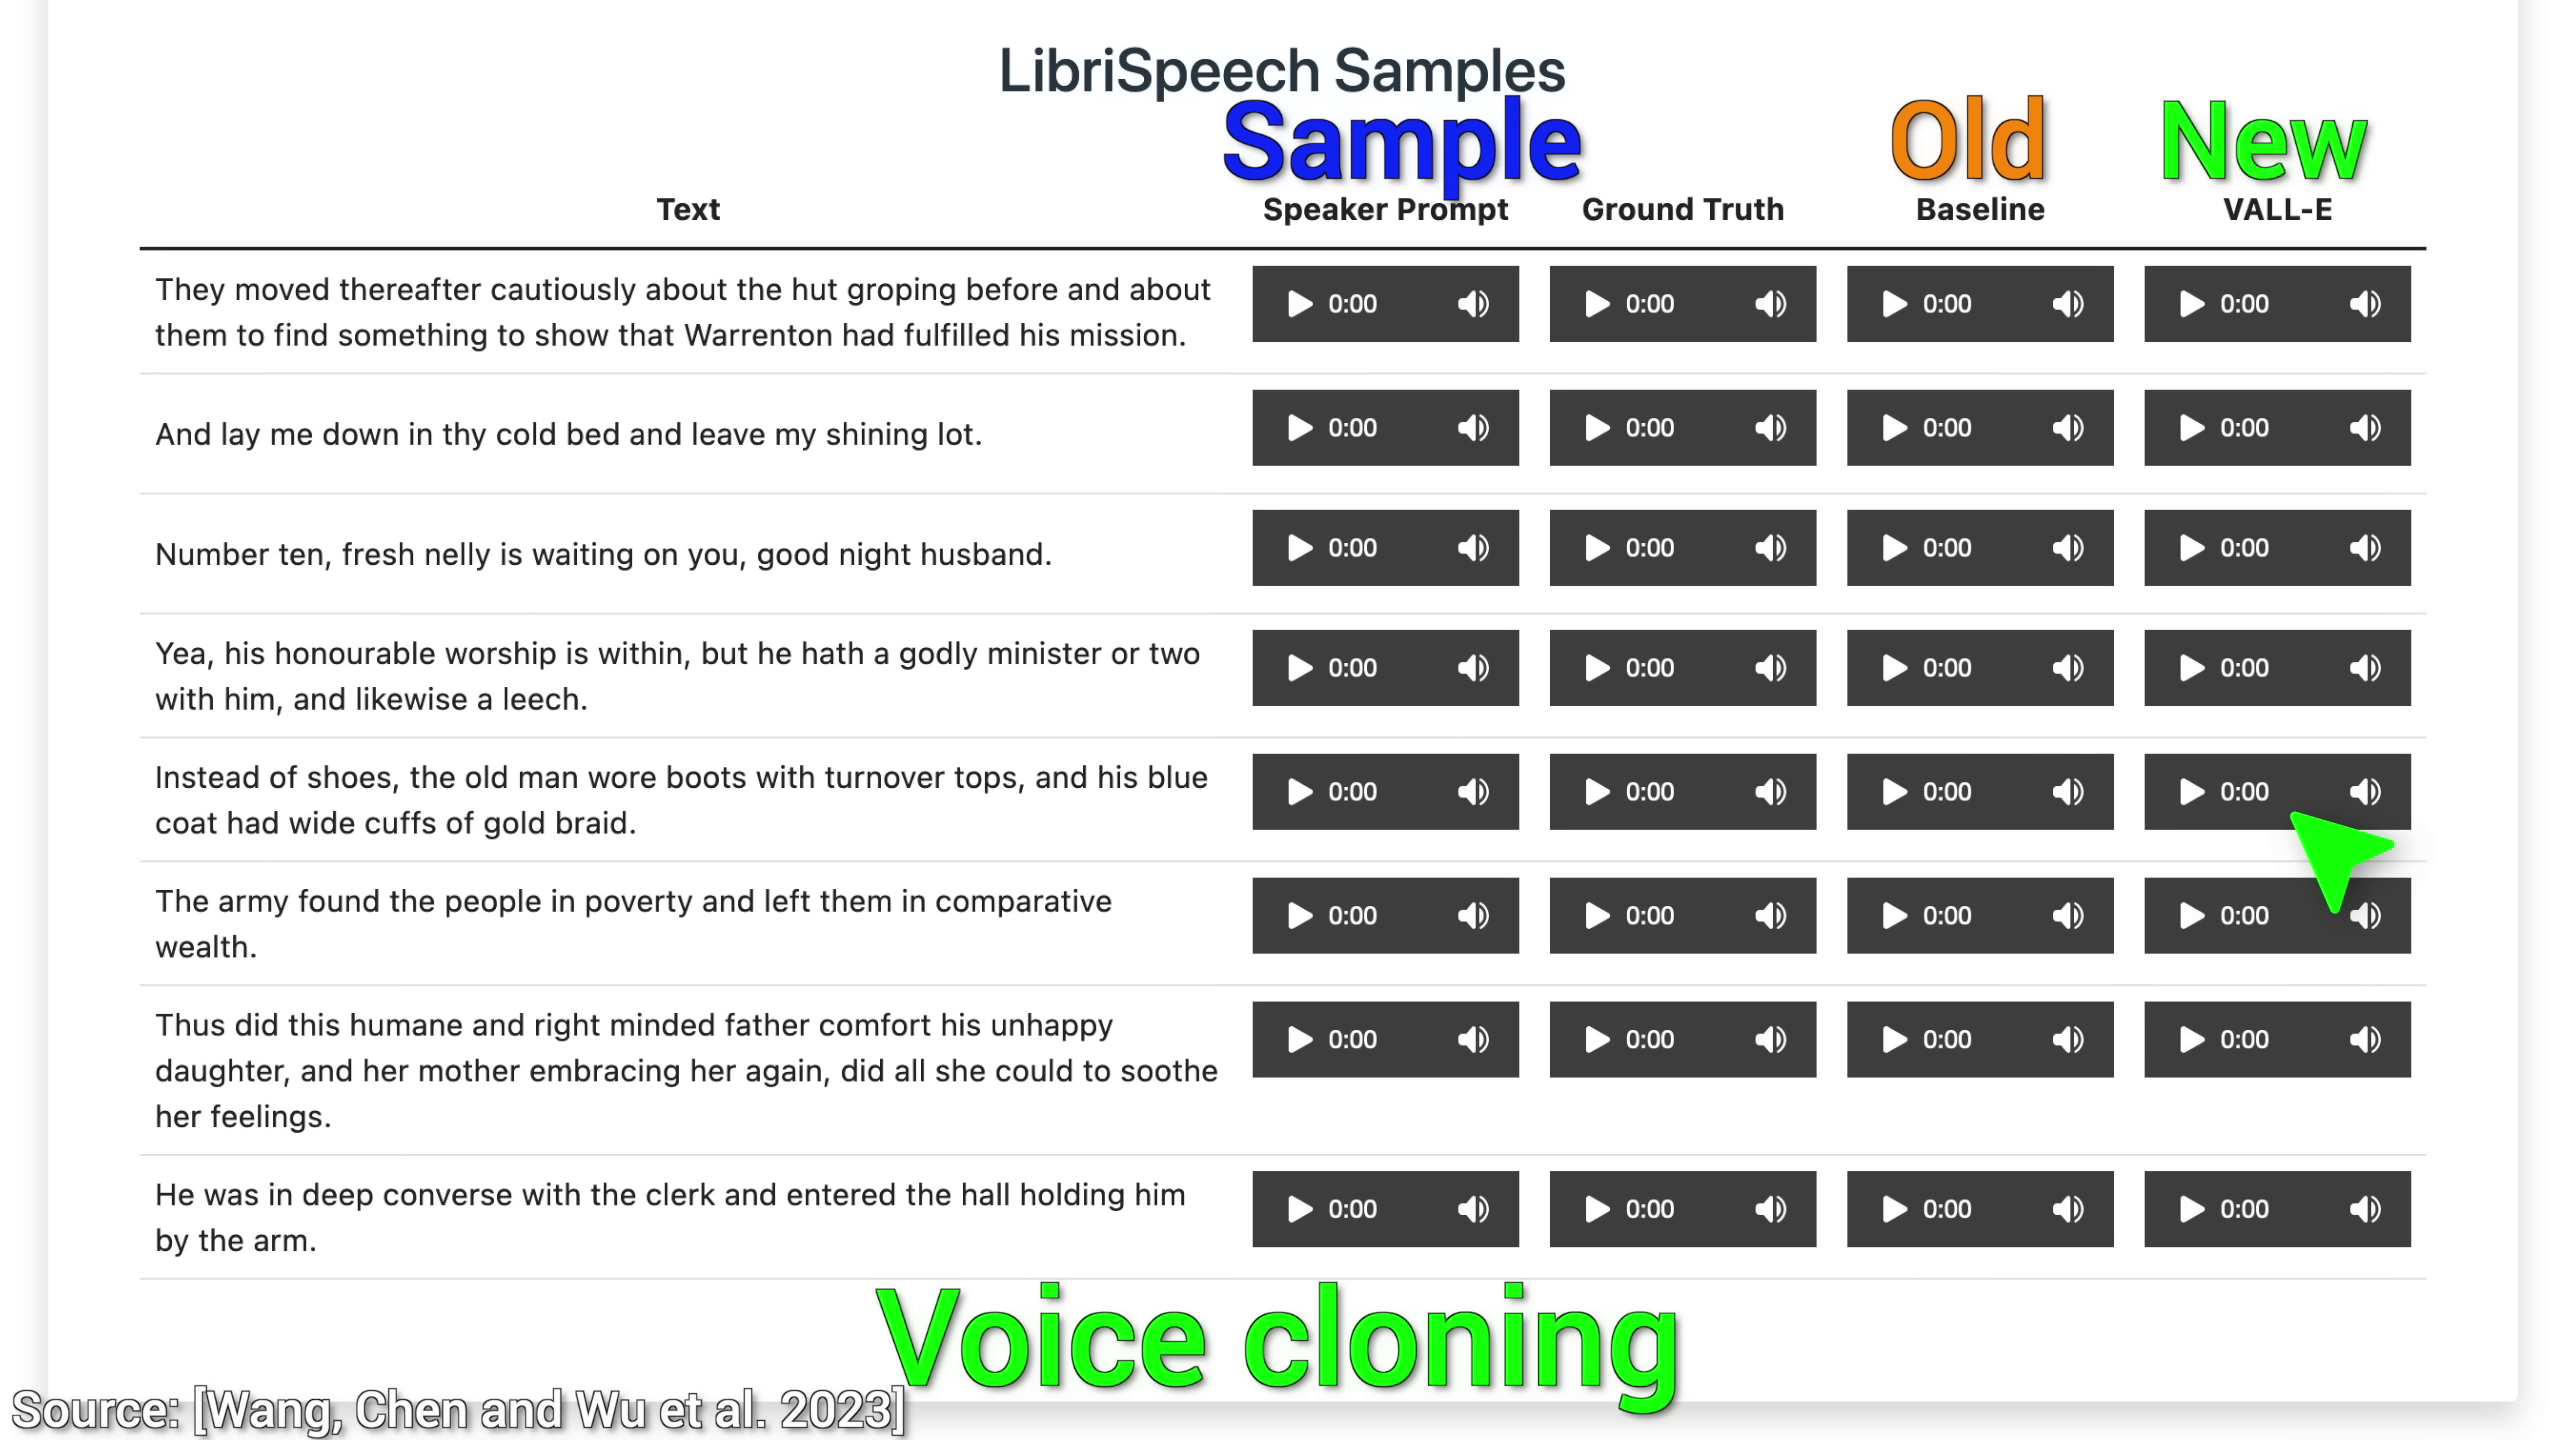 LibriSpeech Samples
Sample Old New
Text Speaker Prompt Ground Truth Baseline VALL-E
They moved thereafter cautiously about the hut groping before and about
them to find something to show that Warrenton had fulfilled his mission.
0:00 0:00 0:00 0:00
And lay me down in thy cold bed and leave my shining lot.
0:00 0:00 0:00 0:00
Number ten, fresh nelly is waiting on you, good night husband.
0:00 0:00 0:00 0:00
Yea, his honourable worship is within, but he hath a godly minister or two
with him, and likewise a leech.
0:00 0:00 0:00 0:00
Instead of shoes, the old man wore boots with turnover tops, and his blue
coat had wide cuffs of gold braid.
0:00 0:00 0:00 0:00
The army found the people in poverty and left them in comparative
wealth.
0:00 0:00 0:00 0:00
Thus did this humane and right minded father comfort his unhappy
daughter, and her mother embracing her again, did all she could to soothe
her feelings.
0:00 0:00 0:00 0:00
He was in deep converse with the clerk and entered the hall holding him
by the arm.
0:00 0:00 0:00 0:00
Voice cloning
Source: [Wang, Chen and Wu et al. 2023]